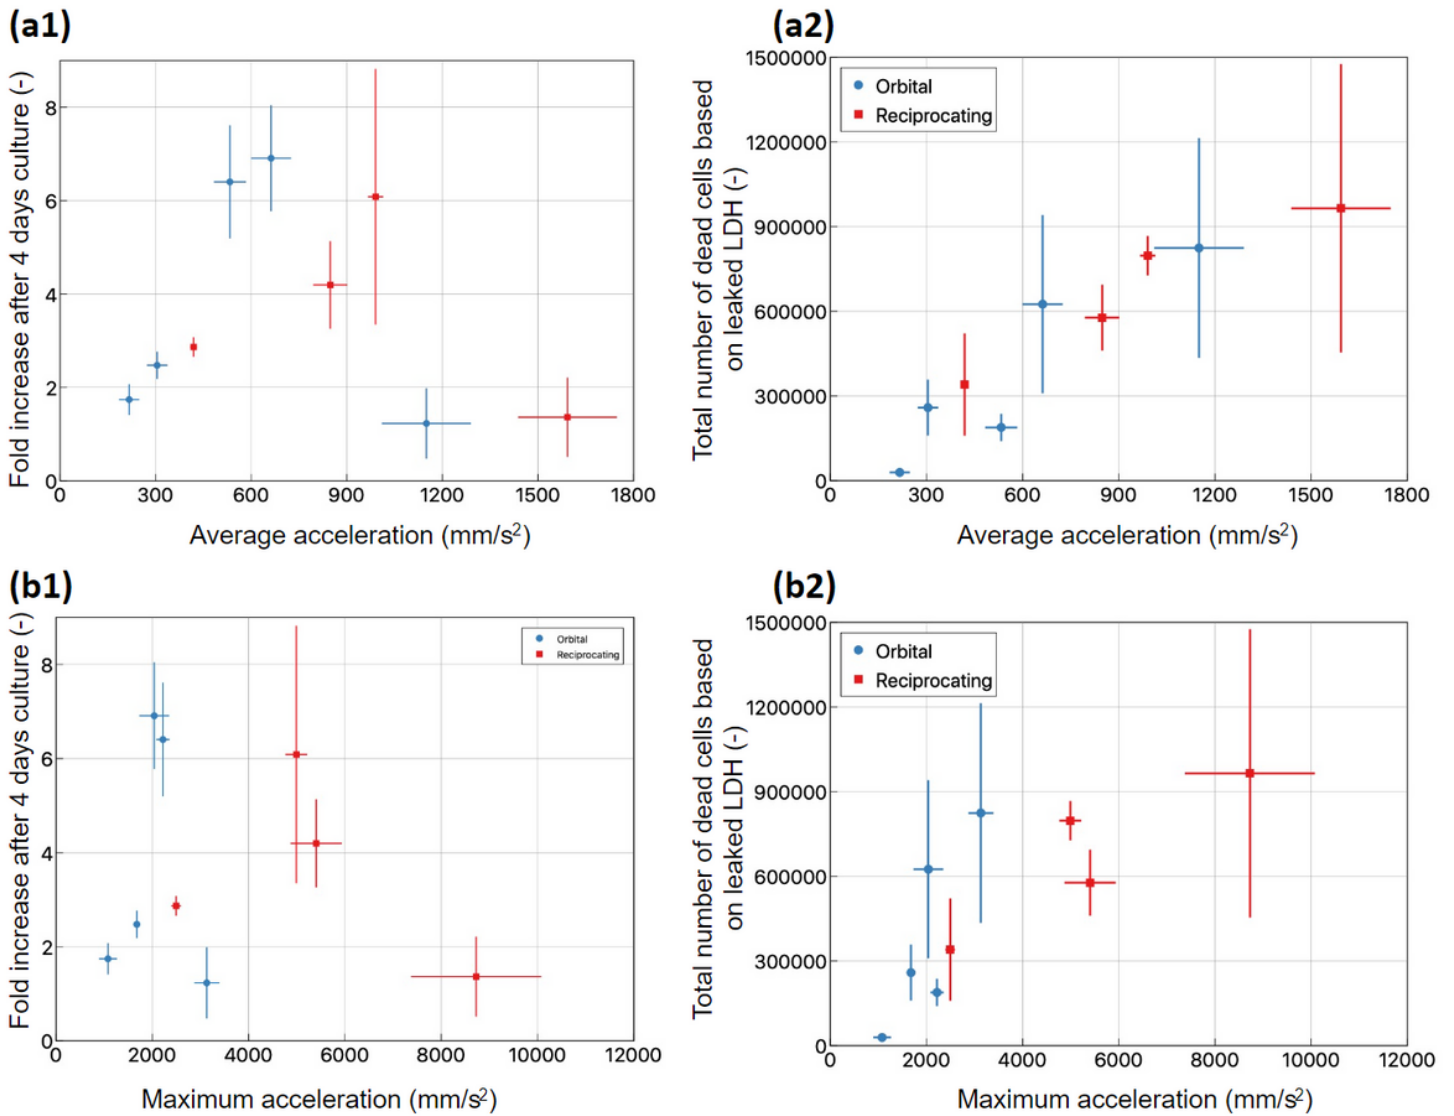 (a1)
Fold increase after 4 days culture (-)
8
6
4
2
0
0 300 600 900 1200 1500 1800
Average acceleration (mm/s²)
(a2)
Total number of dead cells based
on leaked LDH (-)
1500000
1200000
900000
600000
300000
0
Orbital
Reciprocating
0 300 600 900 1200 1500 1800
Average acceleration (mm/s²)
(b1)
Fold increase after 4 days culture (-)
8
6
4
2
0
Orbital
Reciprocating
0 2000 4000 6000 8000 10000 12000
Maximum acceleration (mm/s²)
(b2)
Total number of dead cells based
on leaked LDH (-)
1500000
1200000
900000
600000
300000
0
Orbital
Reciprocating
0 2000 4000 6000 8000 10000 12000
Maximum acceleration (mm/s²)